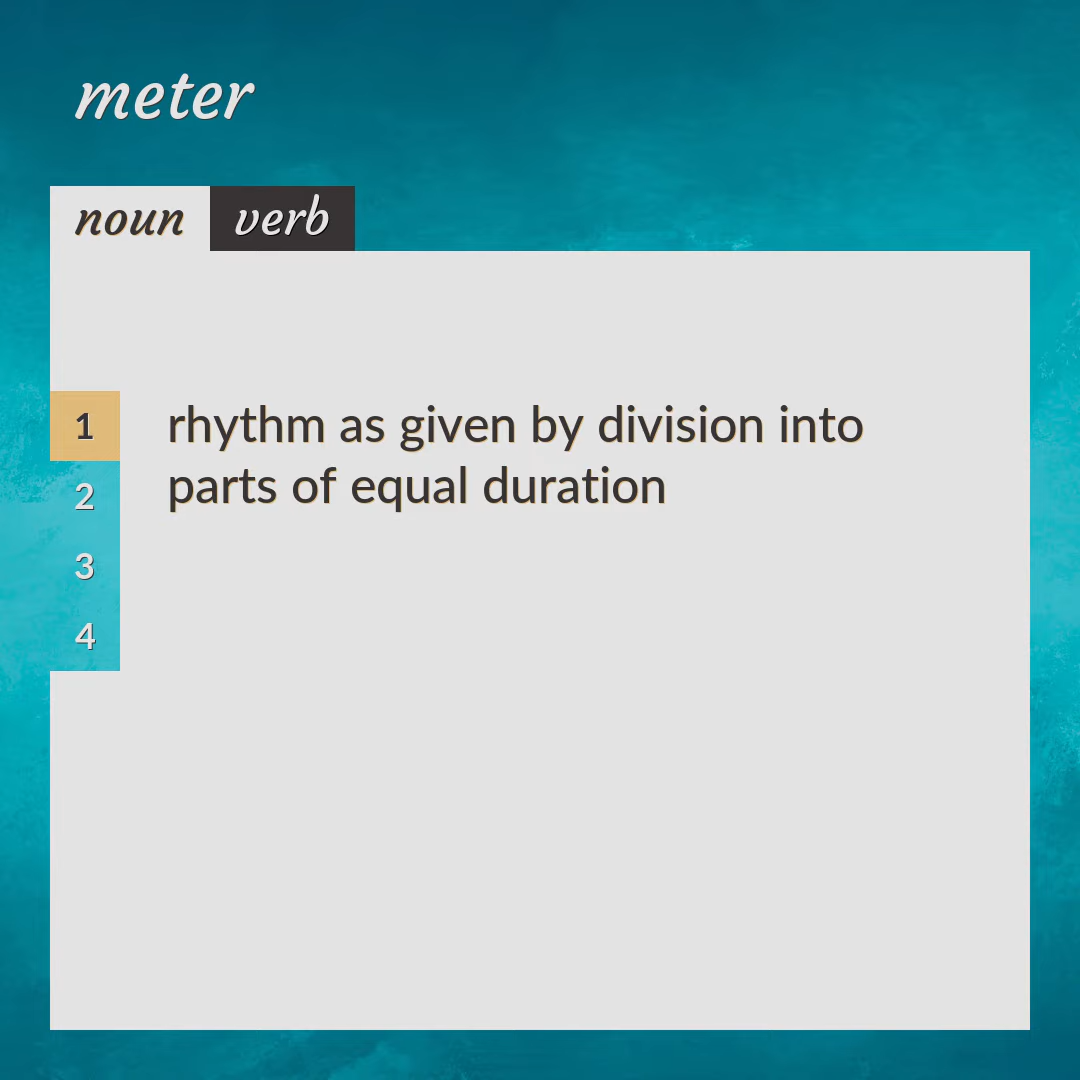 meter
noun verb
1 rhythm as given by division into
parts of equal duration
2
3
4